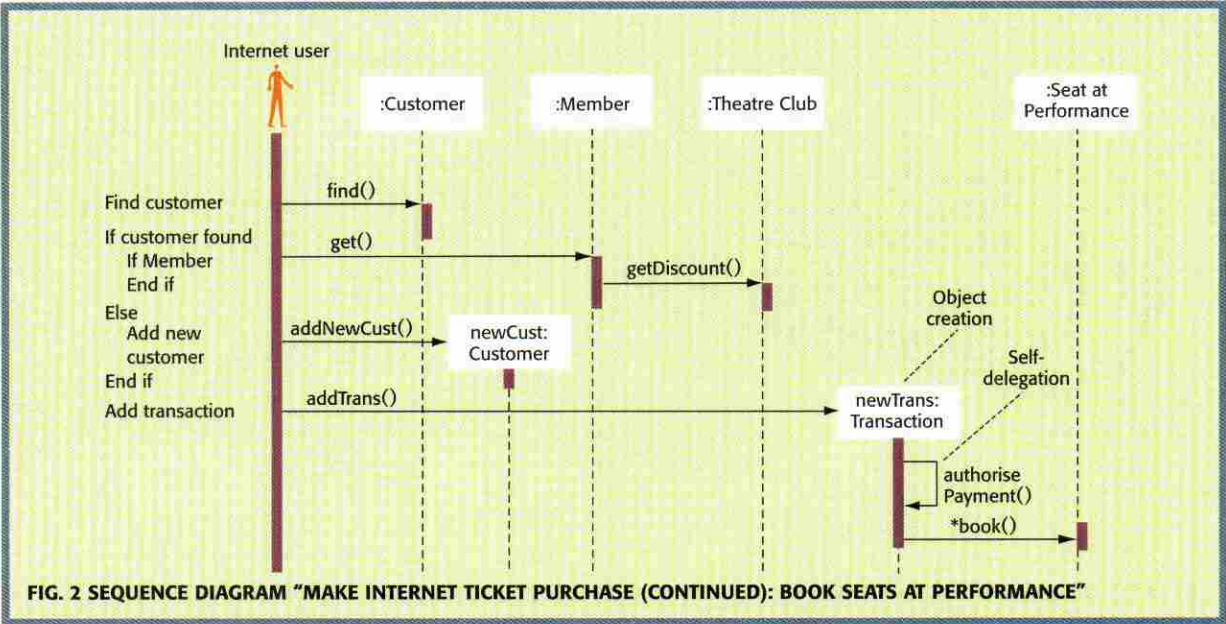 Internet user
:Customer
:Member
:Theatre Club
:Seat at
Performance
Find customer
find()
If customer found
get()
If Member
getDiscount()
End if
Else
Add new
customer
addNewCust()
newCust:
Customer
Object
creation
Self-
delegation
End if
Add transaction
addTrans()
newTrans:
Transaction
authorise
Payment()
*book()
FIG. 2 SEQUENCE DIAGRAM “MAKE INTERNET TICKET PURCHASE (CONTINUED): BOOK SEATS AT PERFORMANCE”